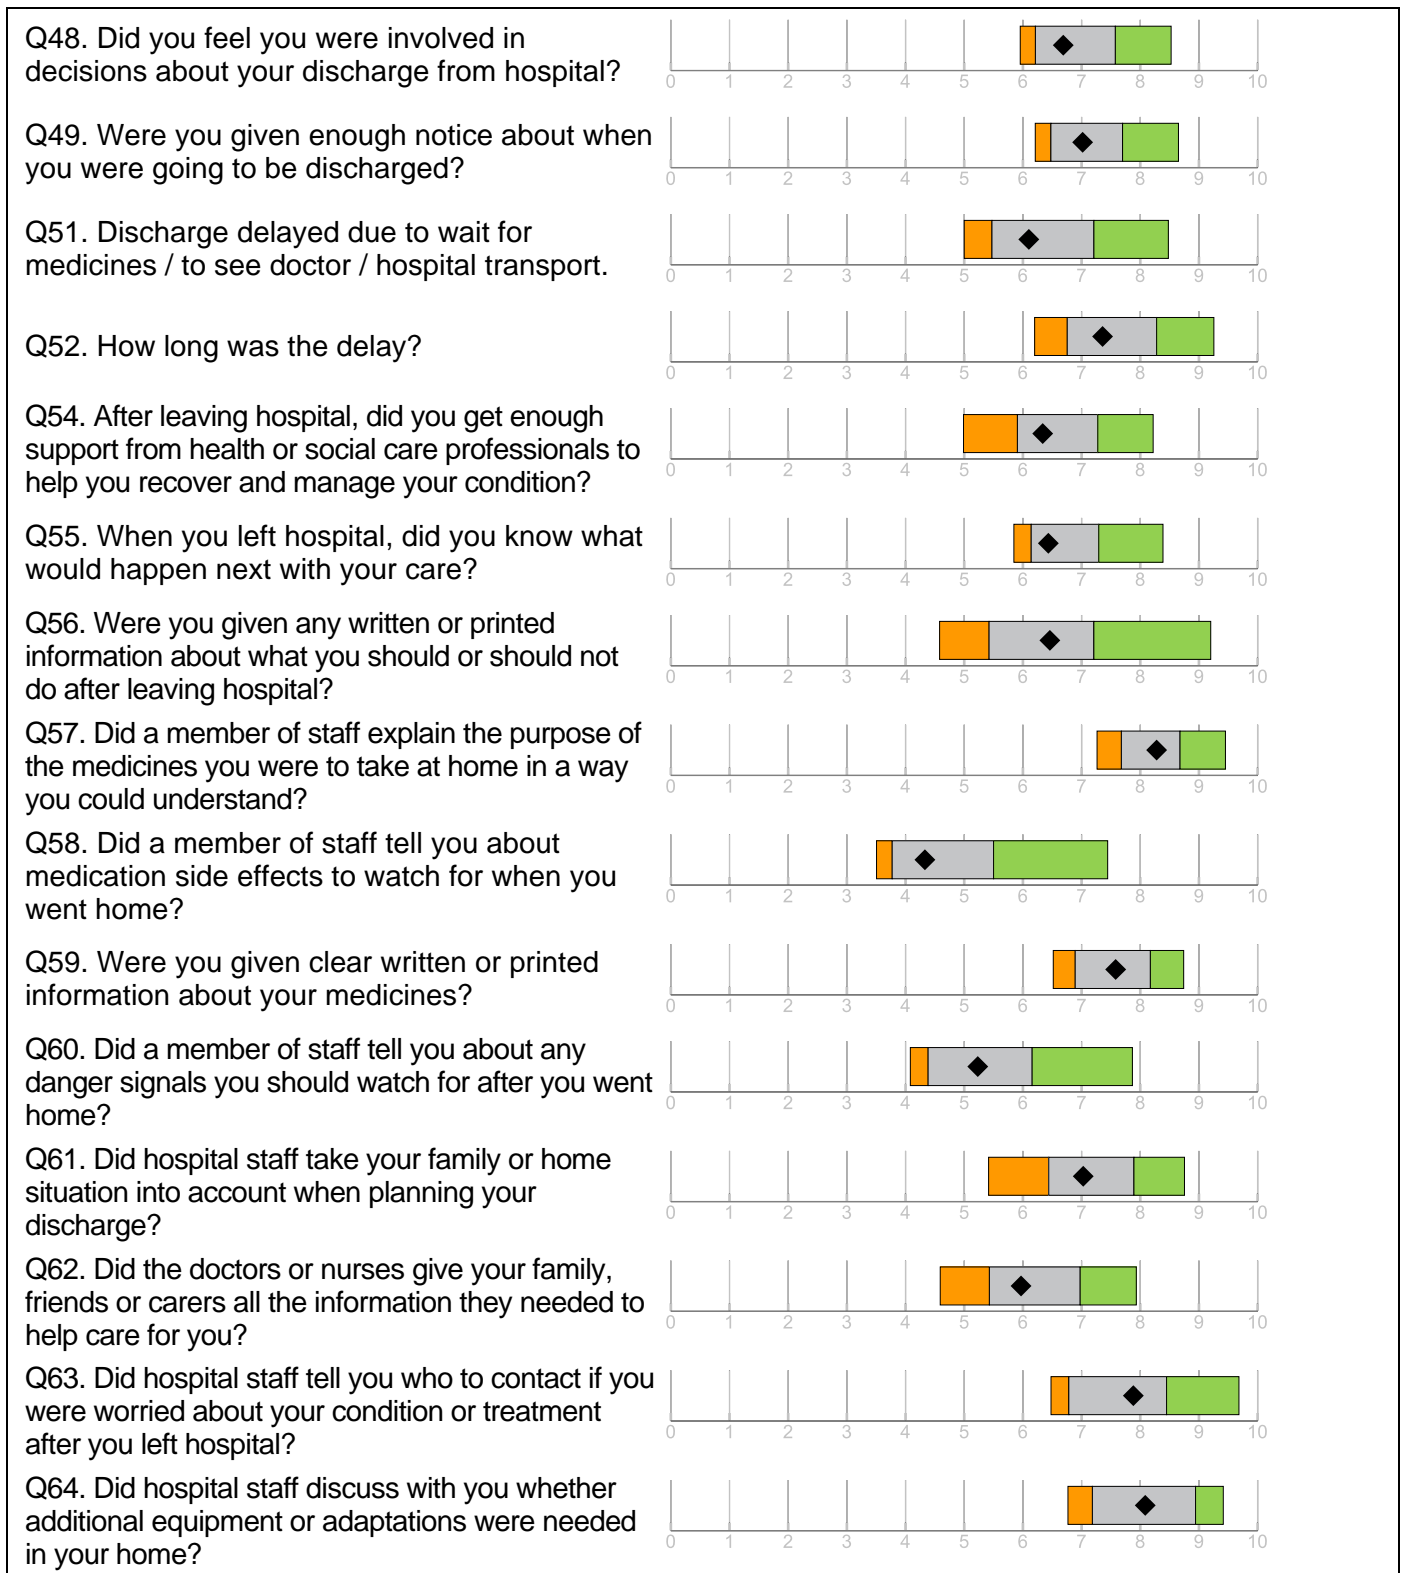 Q48. Did you feel you were involved in
decisions about your discharge from hospital?
0 1 2 3 4 5 6 7 8 9 10
Q49. Were you given enough notice about when
you were going to be discharged?
0 1 2 3 4 5 6 7 8 9 10
Q51. Discharge delayed due to wait for
medicines / to see doctor / hospital transport.
0 1 2 3 4 5 6 7 8 9 10
Q52. How long was the delay?
0 1 2 3 4 5 6 7 8 9 10
Q54. After leaving hospital, did you get enough
support from health or social care professionals to
help you recover and manage your condition?
0 1 2 3 4 5 6 7 8 9 10
Q55. When you left hospital, did you know what
would happen next with your care?
0 1 2 3 4 5 6 7 8 9 10
Q56. Were you given any written or printed
information about what you should or should not
do after leaving hospital?
0 1 2 3 4 5 6 7 8 9 10
Q57. Did a member of staff explain the purpose of
the medicines you were to take at home in a way
you could understand?
0 1 2 3 4 5 6 7 8 9 10
Q58. Did a member of staff tell you about
medication side effects to watch for when you
went home?
0 1 2 3 4 5 6 7 8 9 10
Q59. Were you given clear written or printed
information about your medicines?
0 1 2 3 4 5 6 7 8 9 10
Q60. Did a member of staff tell you about any
danger signals you should watch for after you went
home?
0 1 2 3 4 5 6 7 8 9 10
Q61. Did hospital staff take your family or home
situation into account when planning your
discharge?
0 1 2 3 4 5 6 7 8 9 10
Q62. Did the doctors or nurses give your family,
friends or carers all the information they needed to
help care for you?
0 1 2 3 4 5 6 7 8 9 10
Q63. Did hospital staff tell you who to contact if you
were worried about your condition or treatment
after you left hospital?
0 1 2 3 4 5 6 7 8 9 10
Q64. Did hospital staff discuss with you whether
additional equipment or adaptations were needed
in your home?
0 1 2 3 4 5 6 7 8 9 10